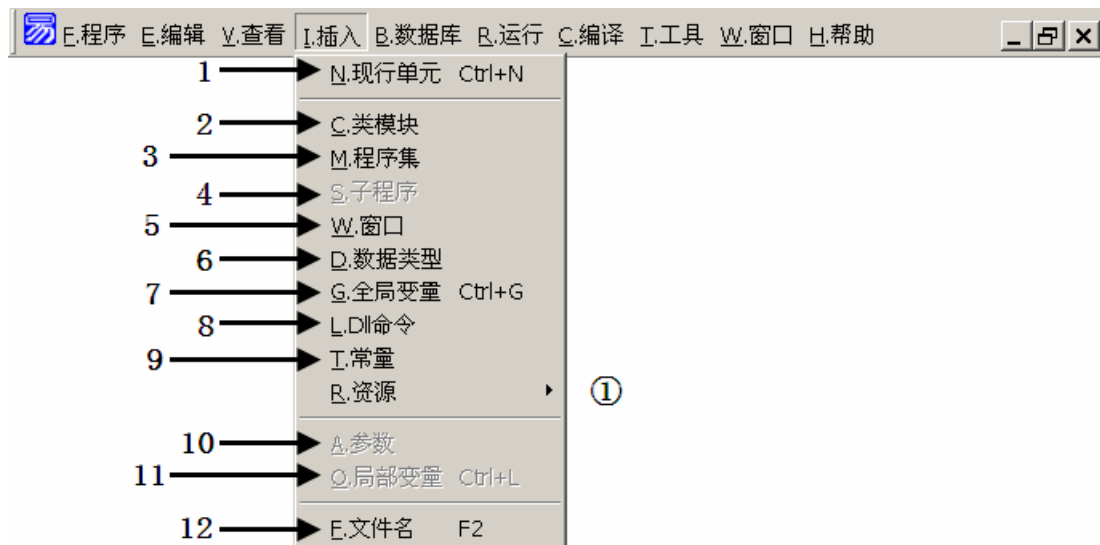 易 F.程序 E.编辑 V.查看 I.插入 B.数据库 R.运行 C.编译 T.工具 W.窗口 H.帮助
1 N.现行单元 Ctrl+N
2 C.类模块
3 M.程序集
4 S.子程序
5 W.窗口
6 D.数据类型
7 G.全局变量 Ctrl+G
8 L.Dll命令
9 T.常量
R.资源 ①
10 A.参数
11 O.局部变量 Ctrl+L
12 F.文件名 F2